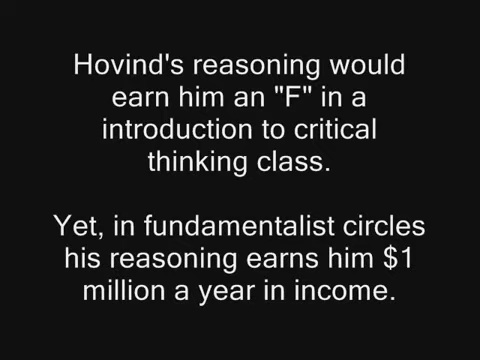 Hovind's reasoning would
earn him an "F" in a
introduction to critical
thinking class.
Yet, in fundamentalist circles
his reasoning earns him $1
million a year in income.